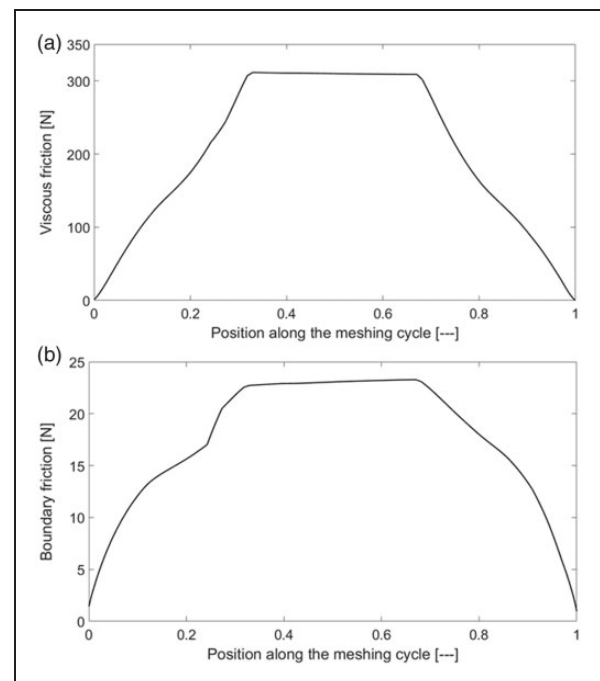 (a)
350
300
200
100
0
Viscous friction [N]
0 0.2 0.4 0.6 0.8 1
Position along the meshing cycle [---]
(b)
25
20
15
10
5
0
Boundary friction [N]
0 0.2 0.4 0.6 0.8 1
Position along the meshing cycle [---]